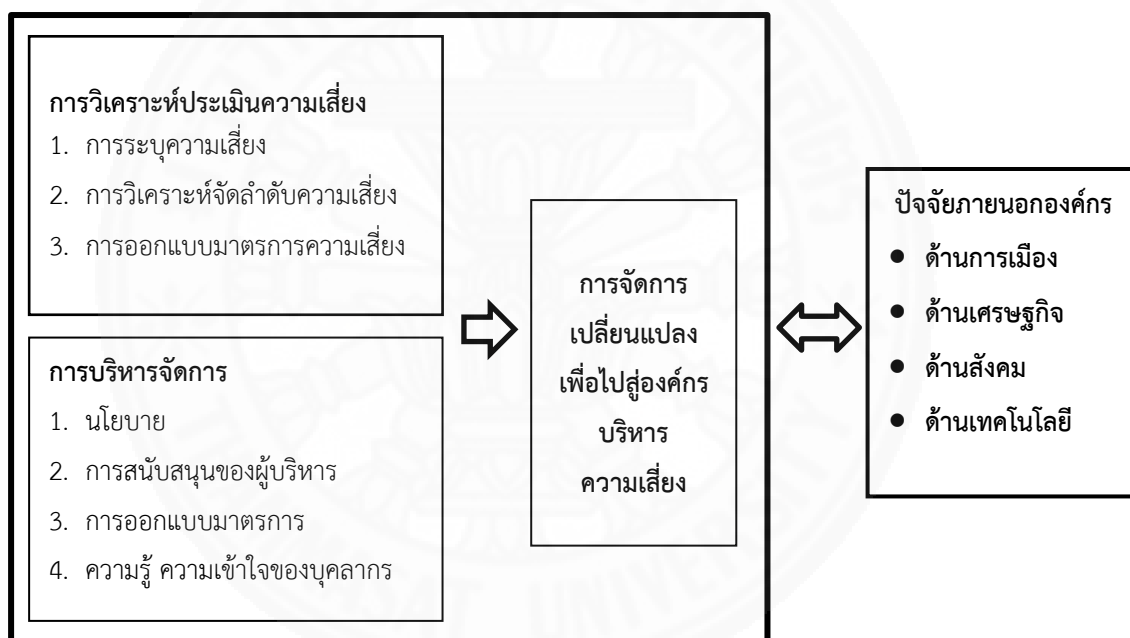 การวิเคราะห์ประเมินความเสี่ยง
1. การระบุความเสี่ยง
2. การวิเคราะห์จัดลำดับความเสี่ยง
3. การออกแบบมาตรการความเสี่ยง
การบริหารจัดการ
1. นโยบาย
2. การสนับสนุนของผู้บริหาร
3. การออกแบบมาตรการ
4. ความรู้ ความเข้าใจของบุคลากร
การจัดการ
เปลี่ยนแปลง
เพื่อไปสู่องค์กร
บริหาร
ความเสี่ยง
ปัจจัยภายนอกองค์กร
● ด้านการเมือง
● ด้านเศรษฐกิจ
● ด้านสังคม
● ด้านเทคโนโลยี